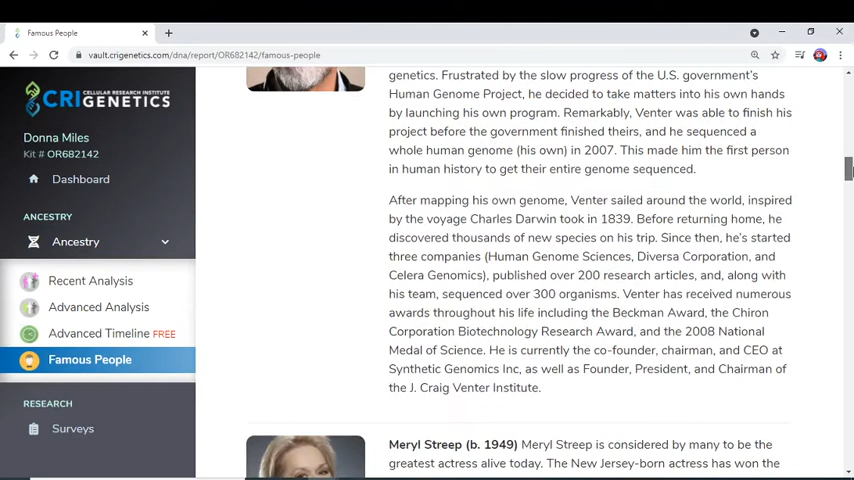 Famous People
vault.crigenetics.com/dna/report/OR682142/famous-people
CRIGENETICS
CELLULAR RESEARCH INSTITUTE
Donna Miles
Kit # OR682142
Dashboard
ANCESTRY
Ancestry
Recent Analysis
Advanced Analysis
Advanced Timeline FREE
Famous People
RESEARCH
Surveys
genetics. Frustrated by the slow progress of the U.S. government's
Human Genome Project, he decided to take matters into his own hands
by launching his own program. Remarkably, Venter was able to finish his
project before the government finished theirs, and he sequenced a
whole human genome (his own) in 2007. This made him the first person
in human history to get their entire genome sequenced.
After mapping his own genome, Venter sailed around the world, inspired
by the voyage Charles Darwin took in 1839. Before returning home, he
discovered thousands of new species on his trip. Since then, he's started
three companies (Human Genome Sciences, Diversa Corporation, and
Celera Genomics), published over 200 research articles, and, along with
his team, sequenced over 300 organisms. Venter has received numerous
awards throughout his life including the Beckman Award, the Chiron
Corporation Biotechnology Research Award, and the 2008 National
Medal of Science. He is currently the co-founder, chairman, and CEO at
Synthetic Genomics Inc, as well as Founder, President, and Chairman of
the J. Craig Venter Institute.
Meryl Streep (b. 1949) Meryl Streep is considered by many to be the
greatest actress alive today. The New Jersey-born actress has won the